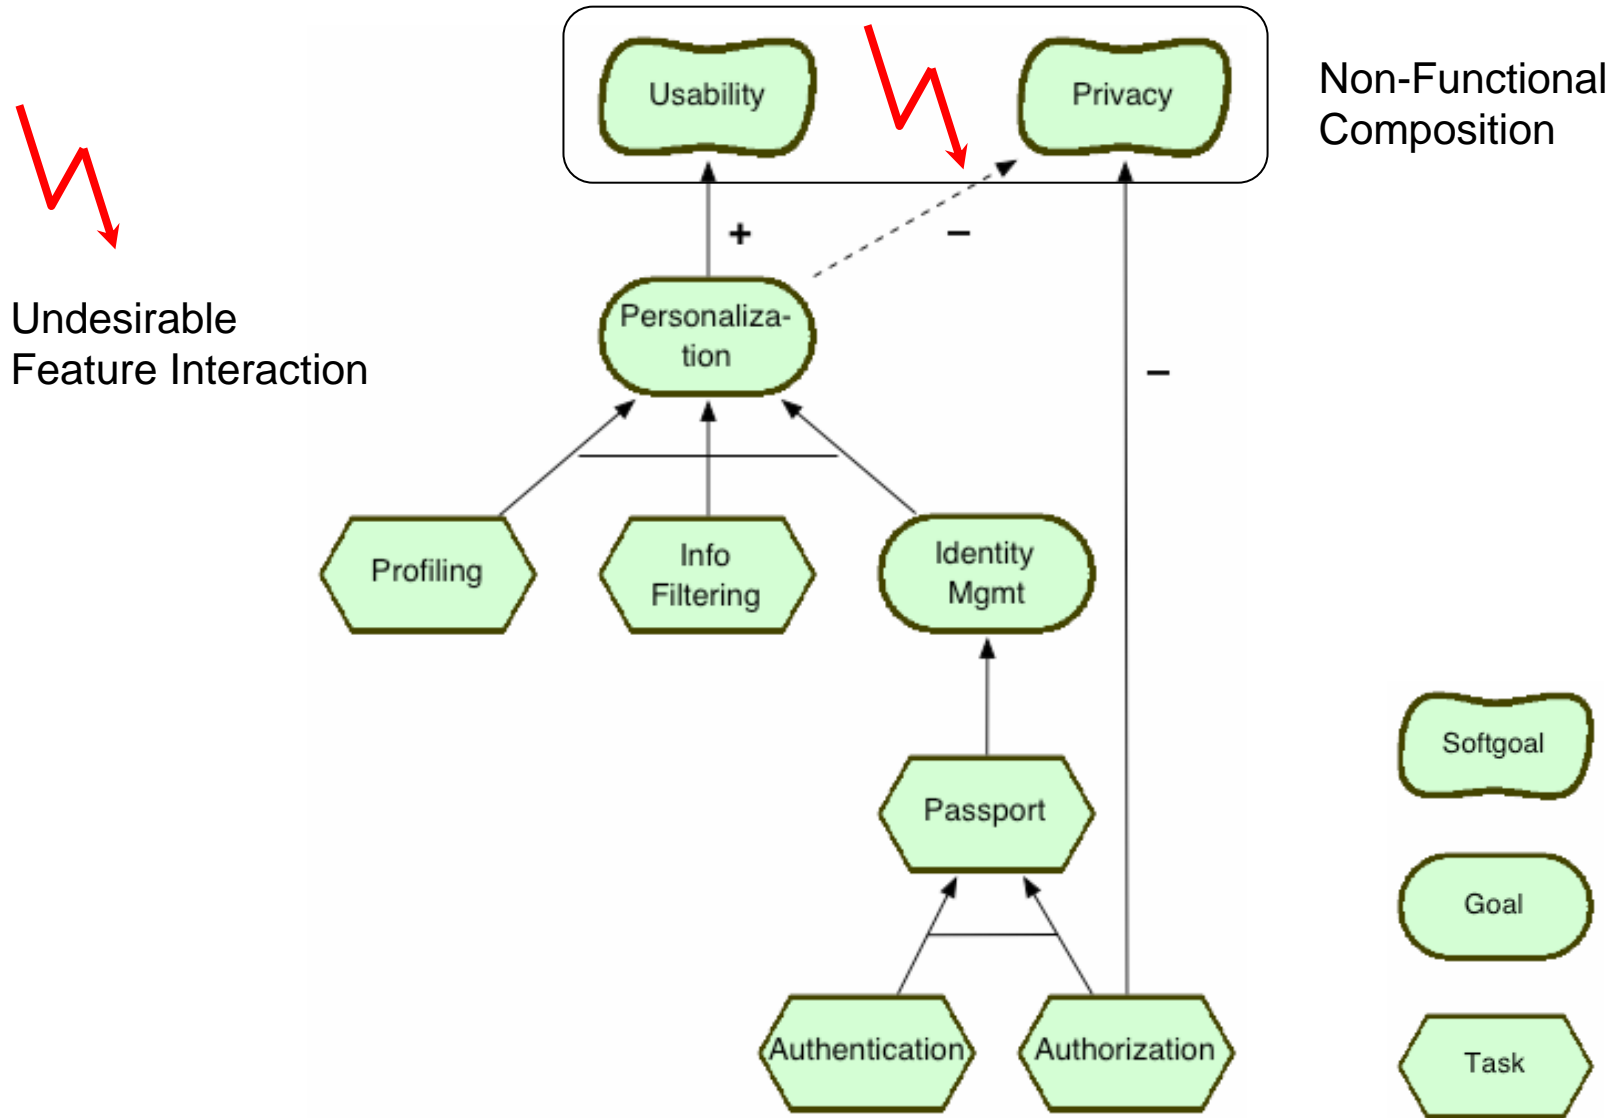 Usability
Privacy
Non-Functional
Composition
+
–
Undesirable
Feature Interaction
Personaliza-
tion
–
Profiling
Info
Filtering
Identity
Mgmt
Softgoal
Passport
Goal
Authentication
Authorization
Task